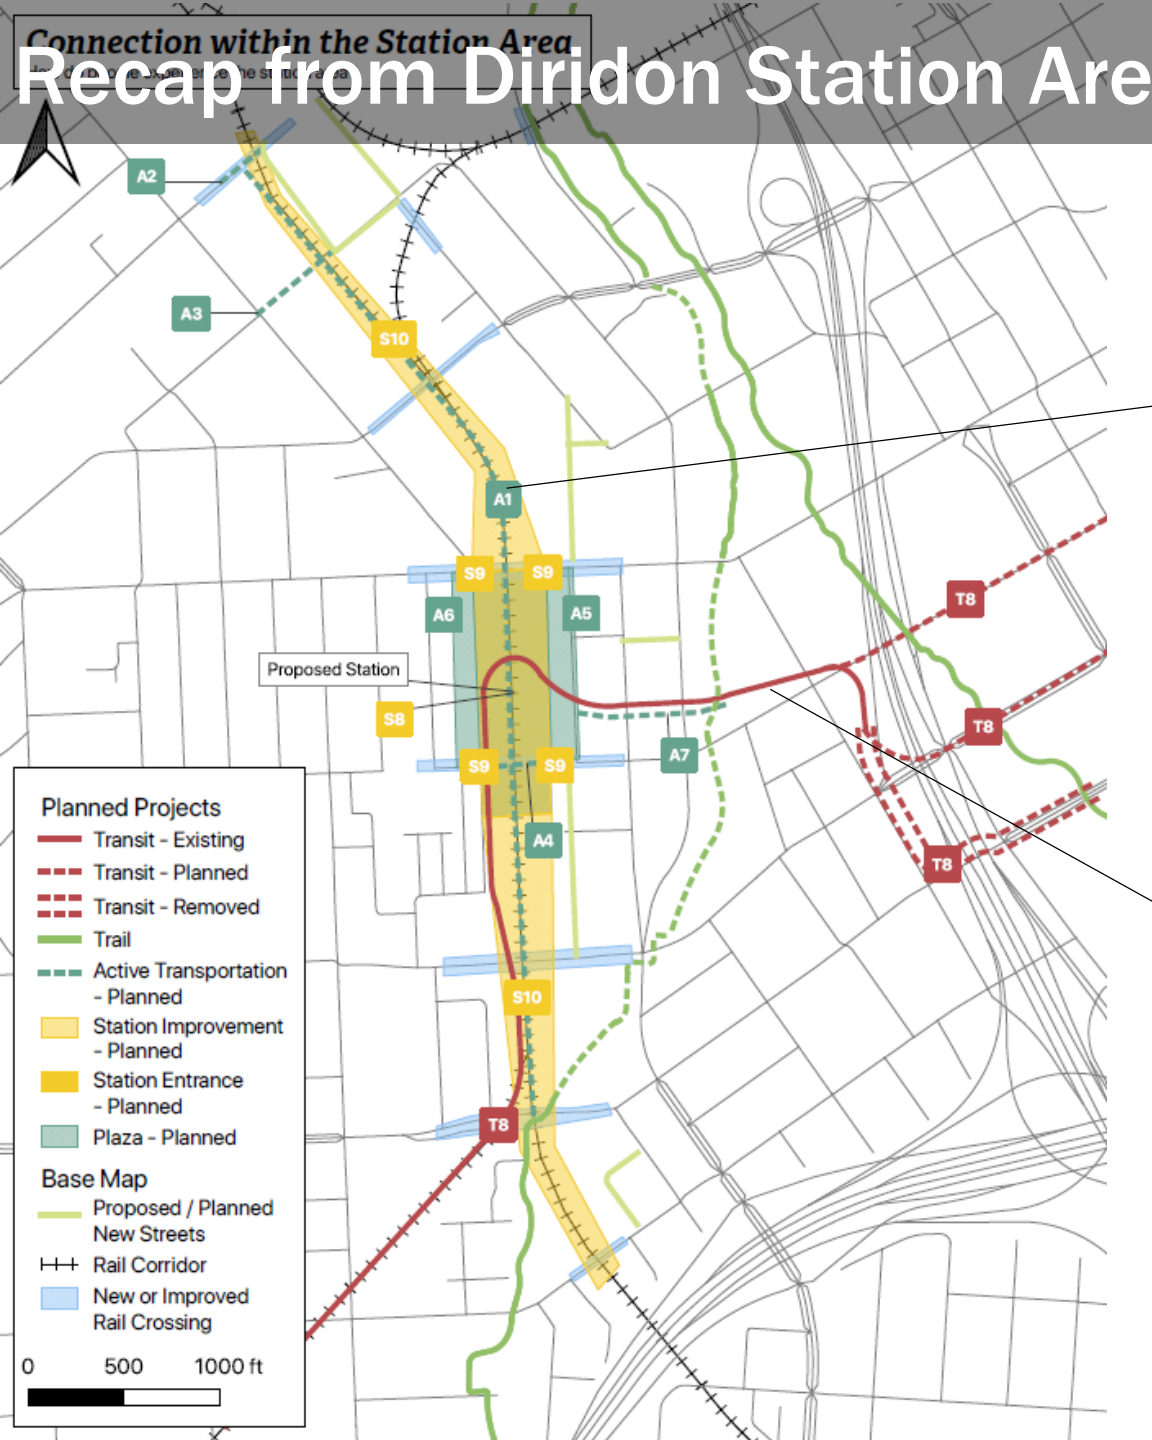 Connection within the Station Area
Recap from Diridon Station Are
A2
A3
S10
A1
S9
S9
A6
A5
T8
Proposed Station
S8
T8
A7
S9
S9
A4
T8
S10
T8
Planned Projects
Transit - Existing
Transit - Planned
Transit - Removed
Trail
Active Transportation
- Planned
Station Improvement
- Planned
Station Entrance
- Planned
Plaza - Planned
Base Map
Proposed / Planned
New Streets
Rail Corridor
New or Improved
Rail Crossing
0 500 1000 ft